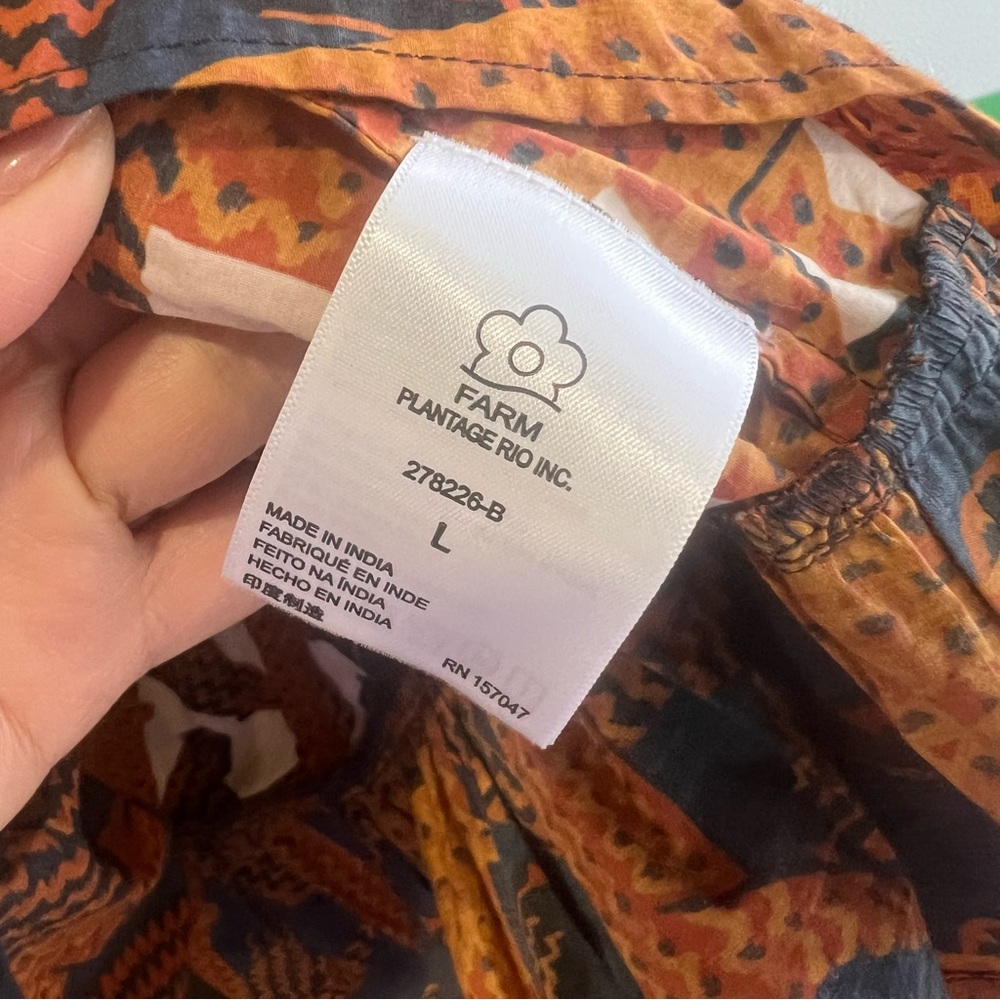 FARM
PLANTAGE RIO INC.
278226-B
L
MADE IN INDIA
FABRIQUÉ EN INDE
FEITO NA ÍNDIA
HECHO EN INDIA
印度制造
RN 157047